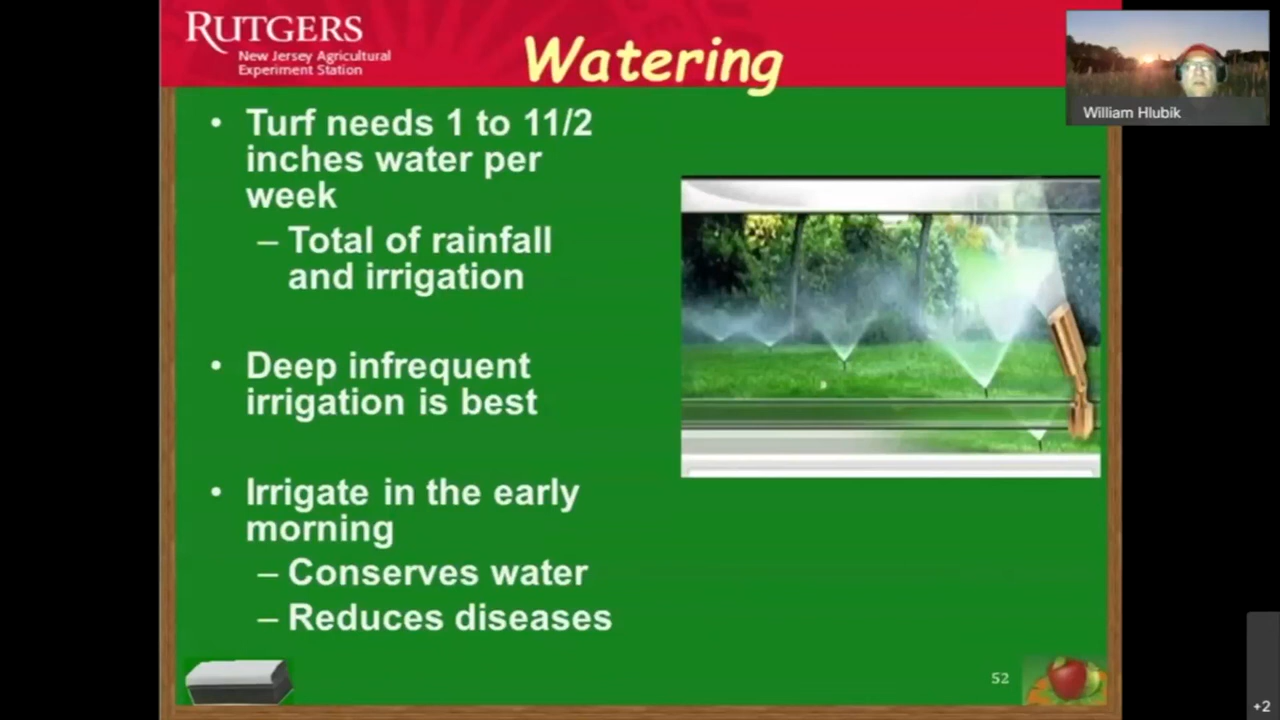 RUTGERS
New Jersey Agricultural
Experiment Station
Watering
William Hlubik
• Turf needs 1 to 11/2
inches water per
week
– Total of rainfall
and irrigation
• Deep infrequent
irrigation is best
• Irrigate in the early
morning
– Conserves water
– Reduces diseases
52
+2